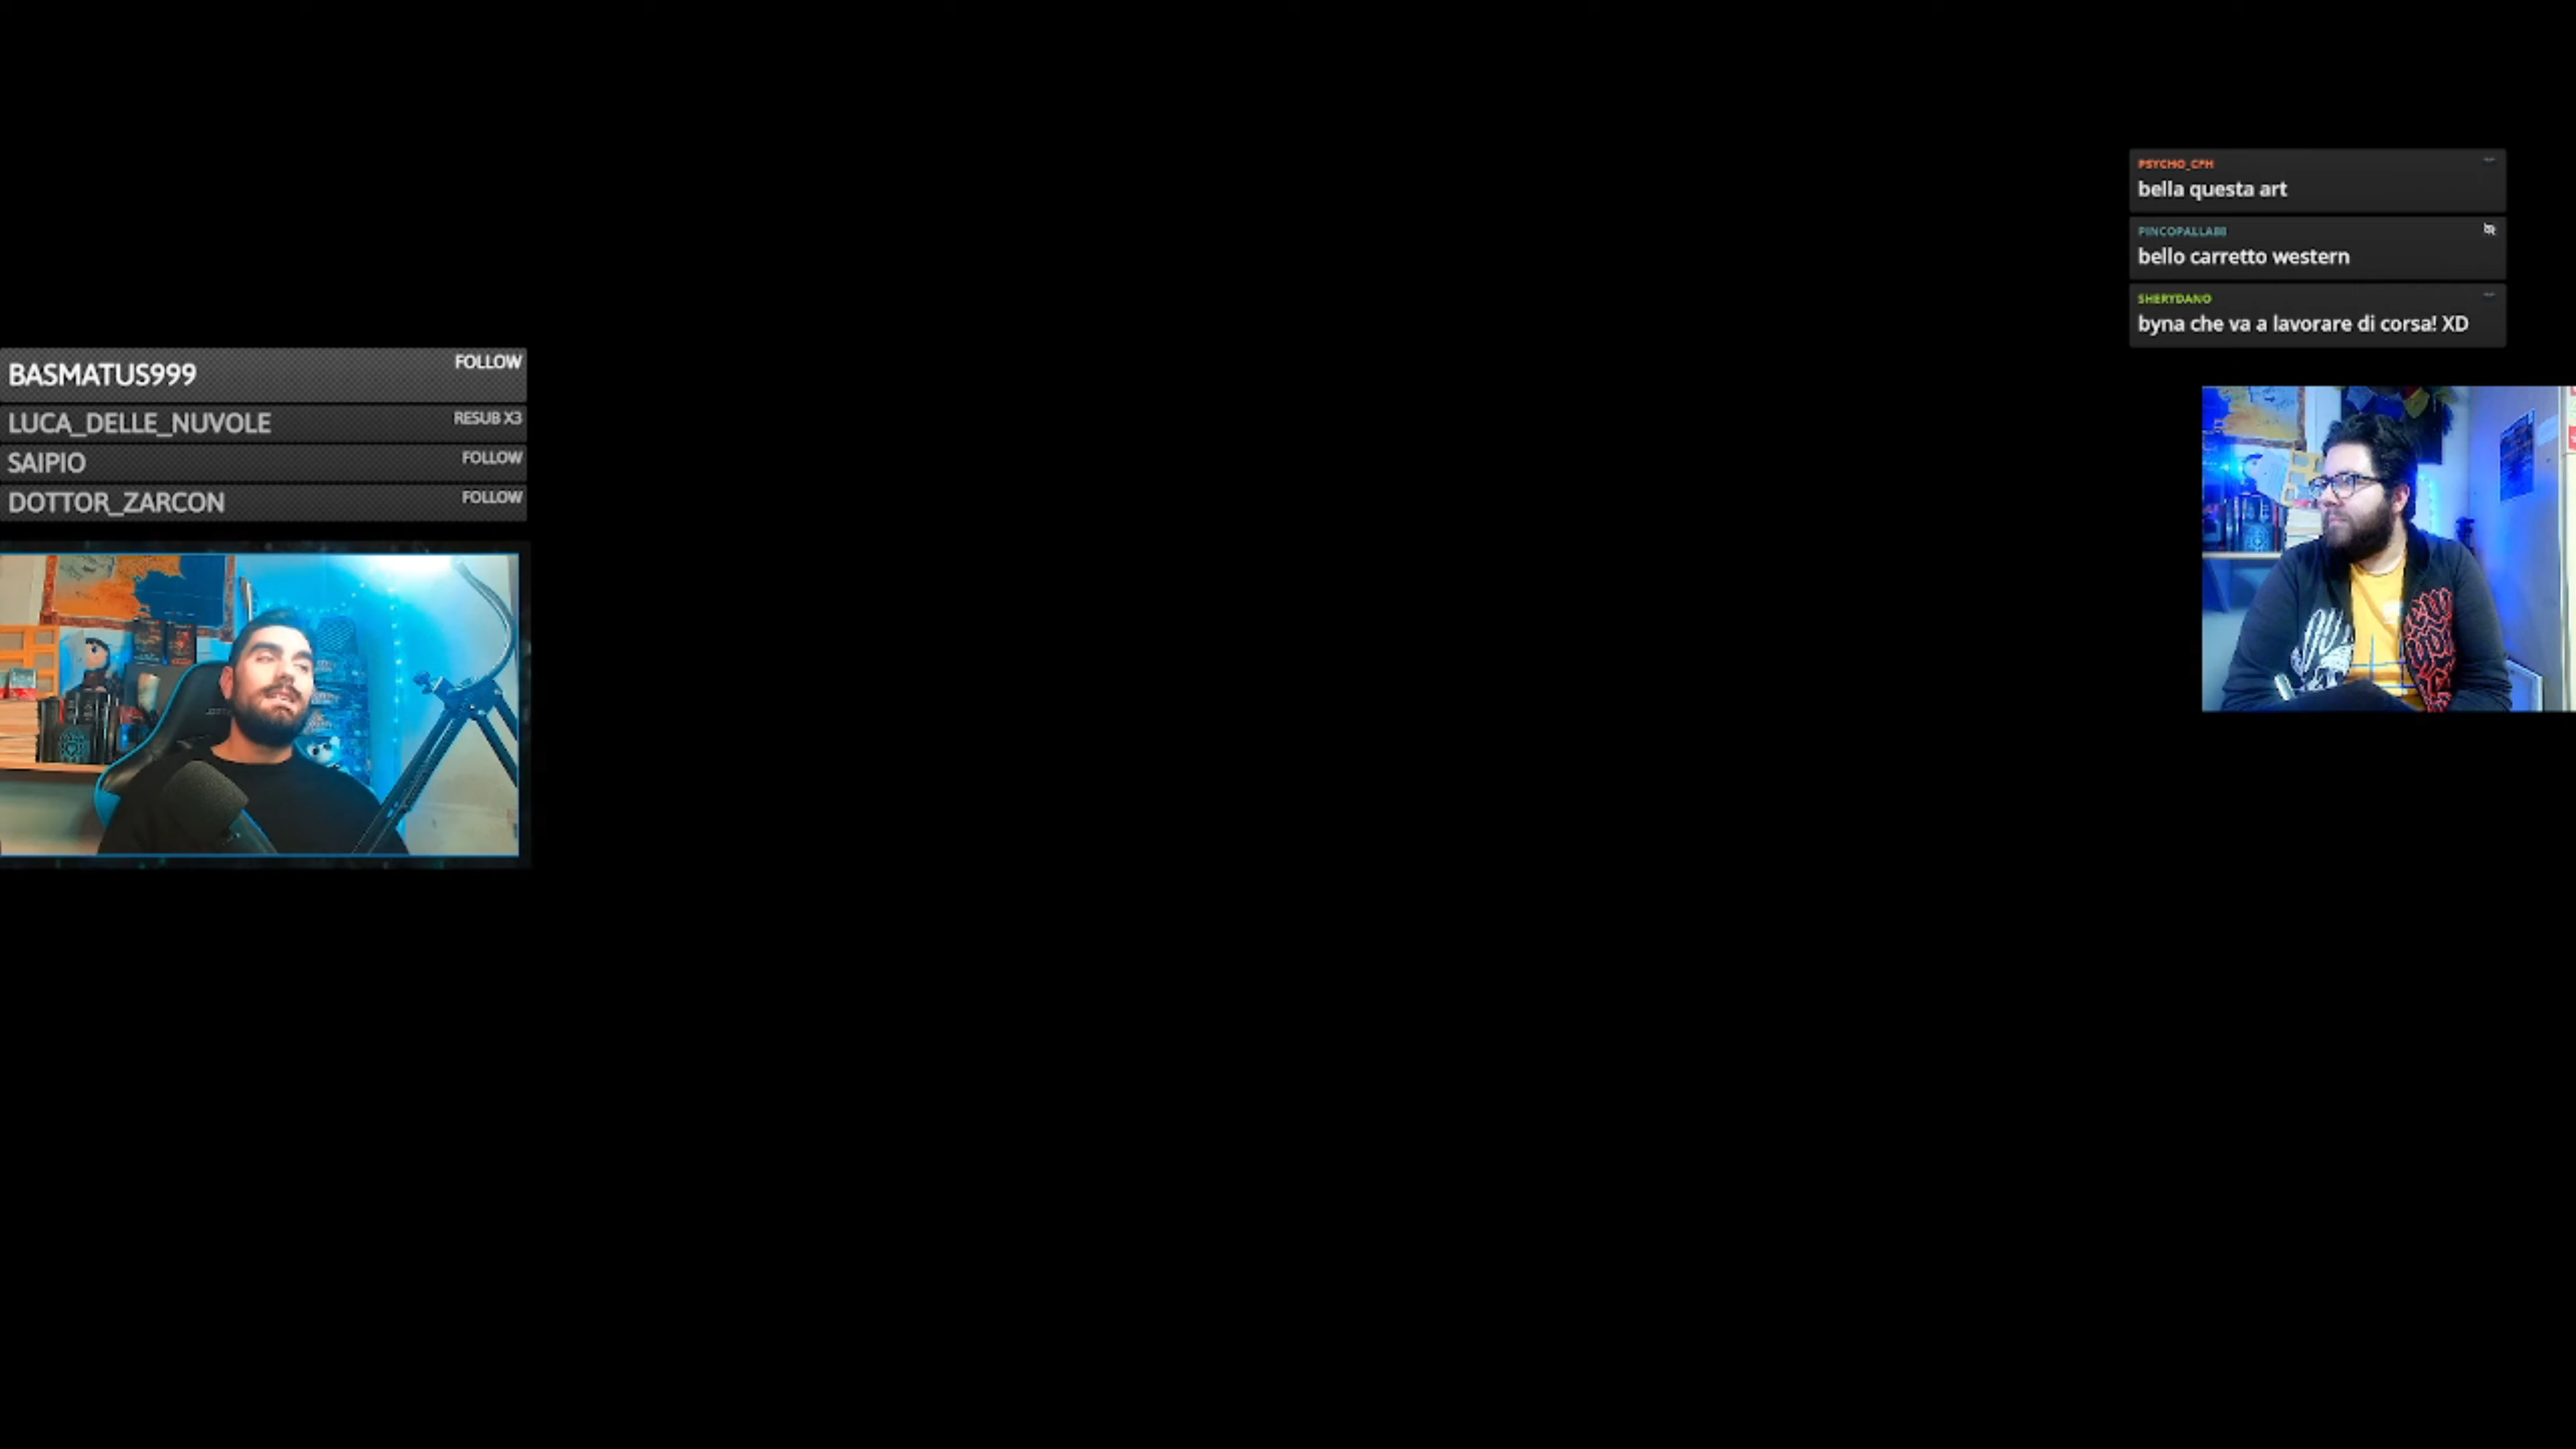 PSYCHO_CPH
bella questa art
PINCOPALLA88
bello carretto western
SHERYDANO
byna che va a lavorare di corsa! XD
BASMATUS999 FOLLOW
LUCA_DELLE_NUVOLE RESUB X3
SAIPIO FOLLOW
DOTTOR_ZARCON FOLLOW